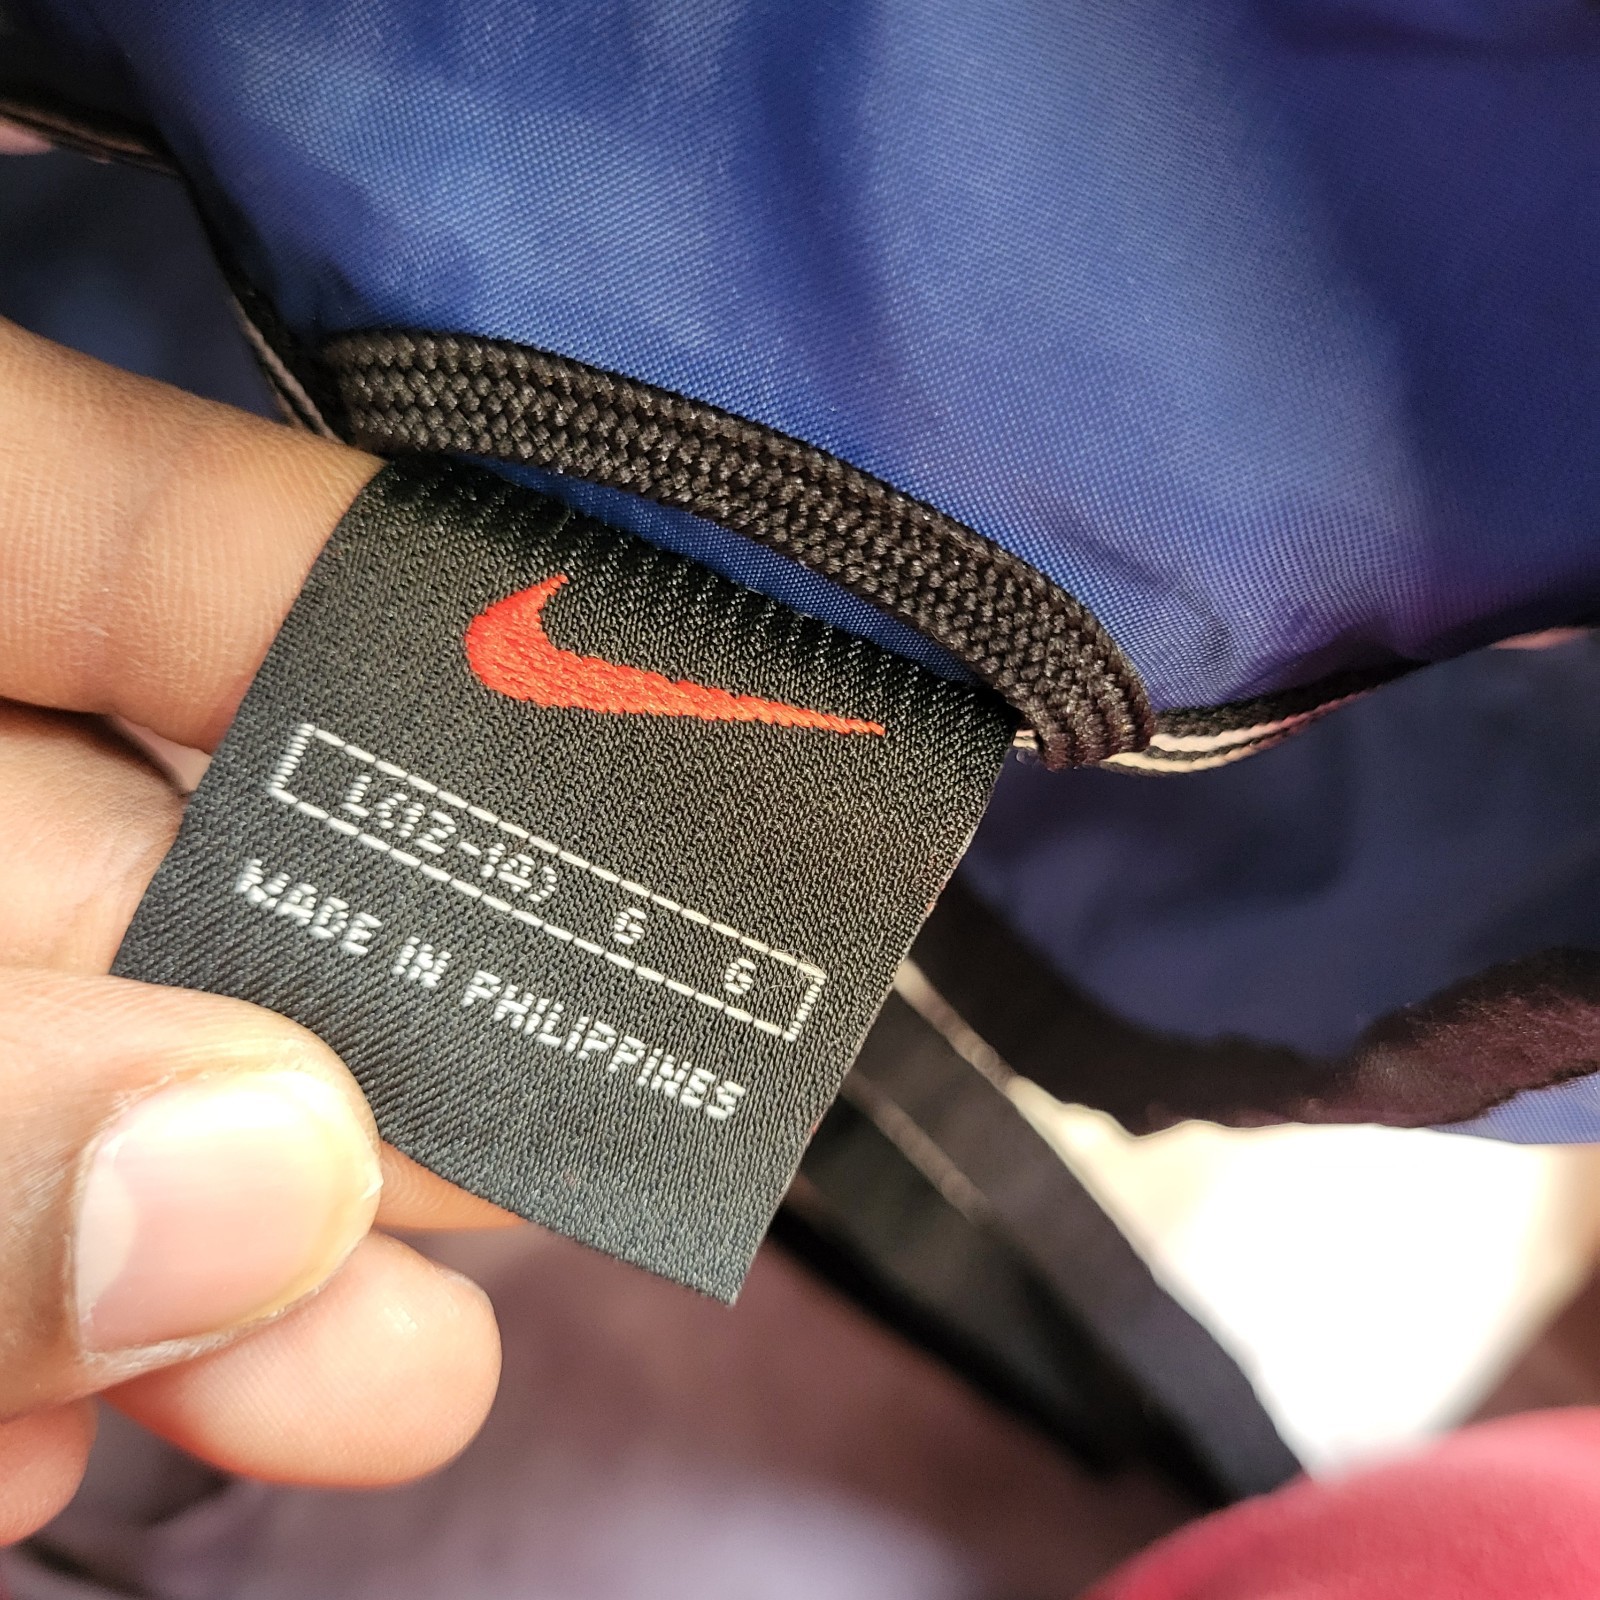 L(12-14) G G
MADE IN PHILIPPINES